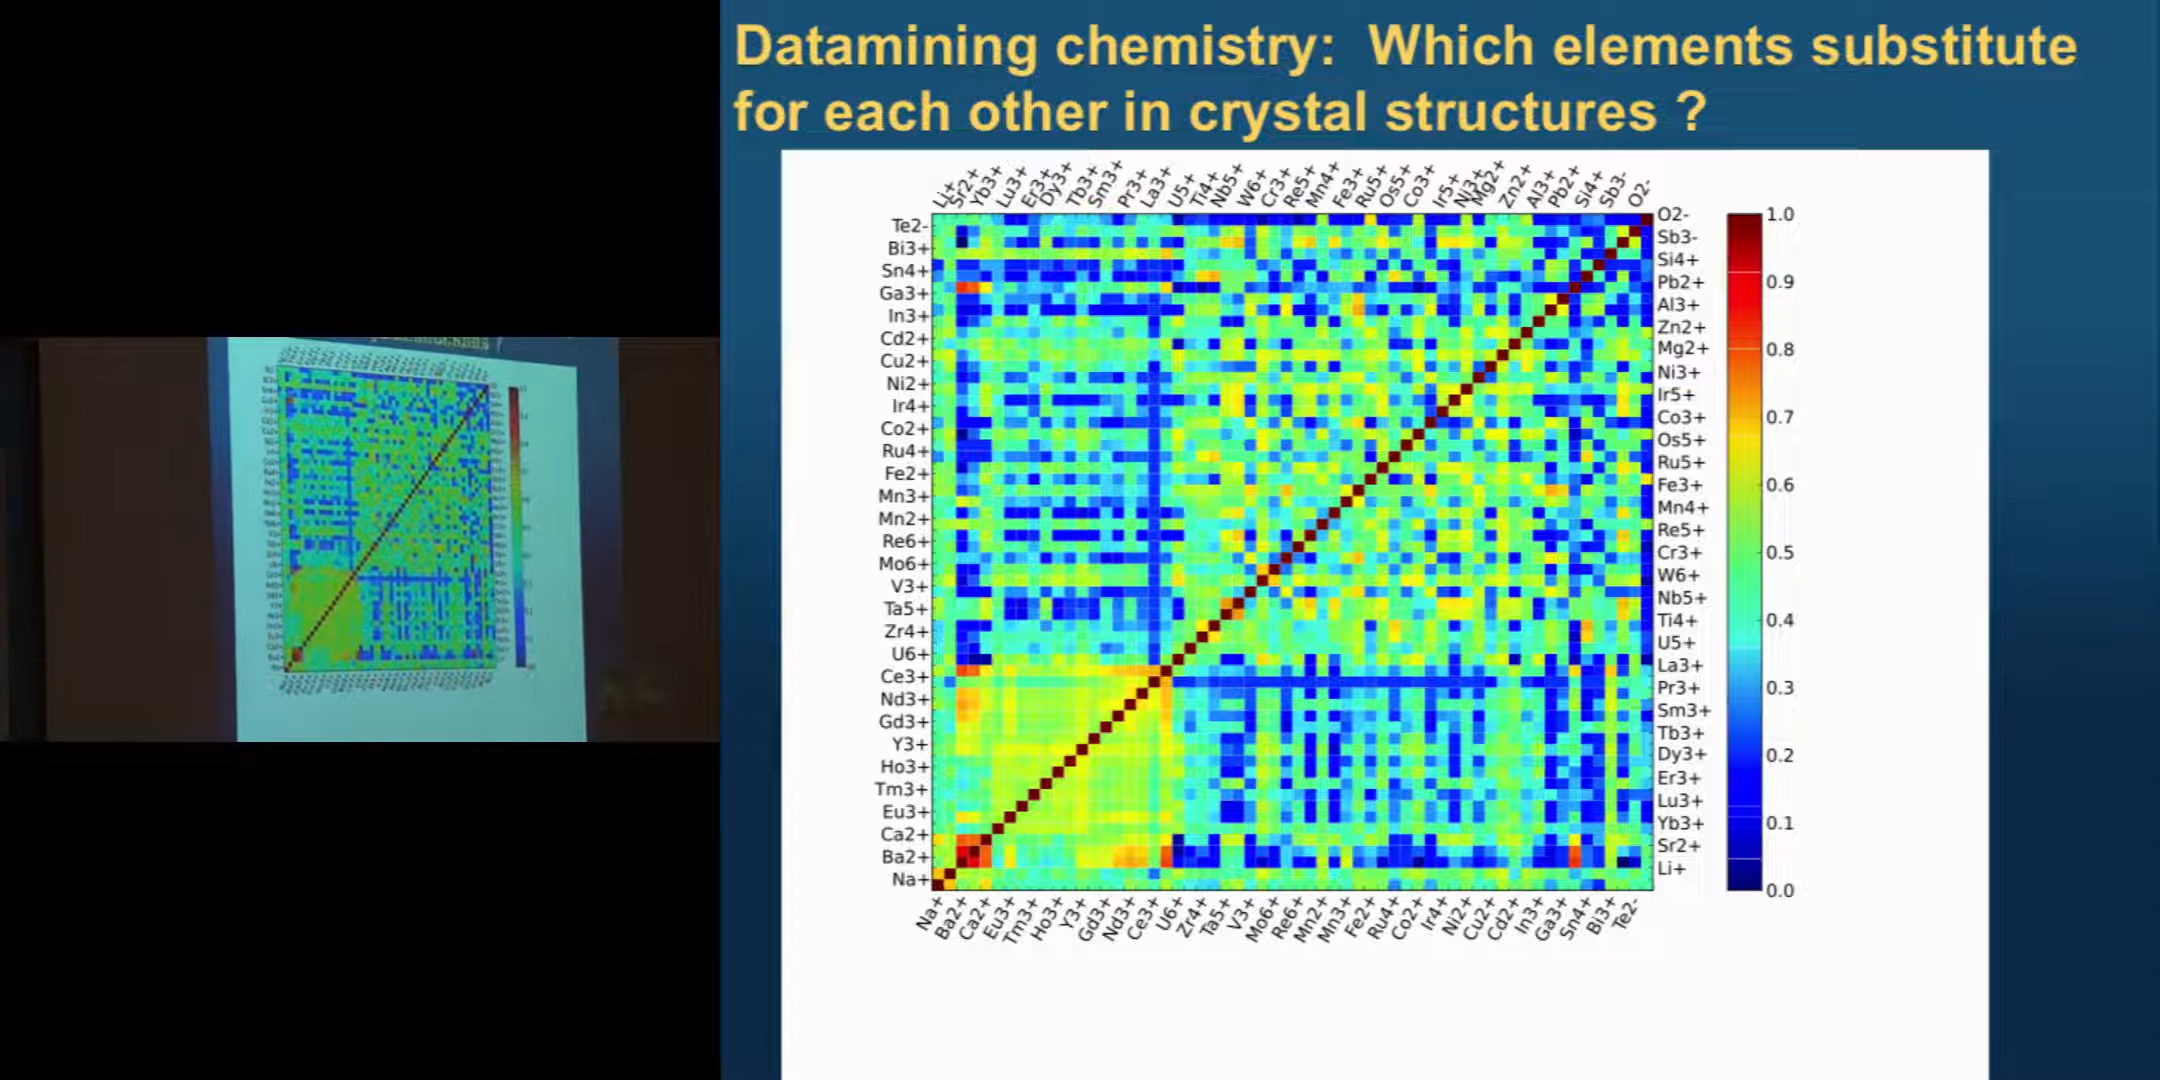 Datamining chemistry: Which elements substitute
for each other in crystal structures ?
Li+
Sr2+
Yb3+
Lu3+
Er3+
Dy3+
Tb3+
Sm3+
Pr3+
La3+
U5+
Ti4+
Nb5+
W6+
Cr3+
Re5+
Mn4+
Fe3+
Ru5+
Os5+
Co3+
Ir5+
Ni3+
Mg2+
Zn2+
Al3+
Pb2+
Si4+
Sb3-
O2-
Te2-
Bi3+
Sn4+
Ga3+
In3+
Cd2+
Cu2+
Ni2+
Ir4+
Co2+
Ru4+
Fe2+
Mn3+
Mn2+
Re6+
Mo6+
V3+
Ta5+
Zr4+
U6+
Ce3+
Nd3+
Gd3+
Y3+
Ho3+
Tm3+
Eu3+
Ca2+
Ba2+
Na+
O2-
Sb3-
Si4+
Pb2+
Al3+
Zn2+
Mg2+
Ni3+
Ir5+
Co3+
Os5+
Ru5+
Fe3+
Mn4+
Re5+
Cr3+
W6+
Nb5+
Ti4+
U5+
La3+
Pr3+
Sm3+
Tb3+
Dy3+
Er3+
Lu3+
Yb3+
Sr2+
Li+
1.0
0.9
0.8
0.7
0.6
0.5
0.4
0.3
0.2
0.1
0.0
Na+
Ba2+
Ca2+
Eu3+
Tm3+
Ho3+
Y3+
Gd3+
Nd3+
Ce3+
U6+
Zr4+
Ta5+
V3+
Mo6+
Re6+
Mn2+
Mn3+
Fe2+
Ru4+
Co2+
Ir4+
Ni2+
Cu2+
Cd2+
In3+
Ga3+
Sn4+
Bi3+
Te2-